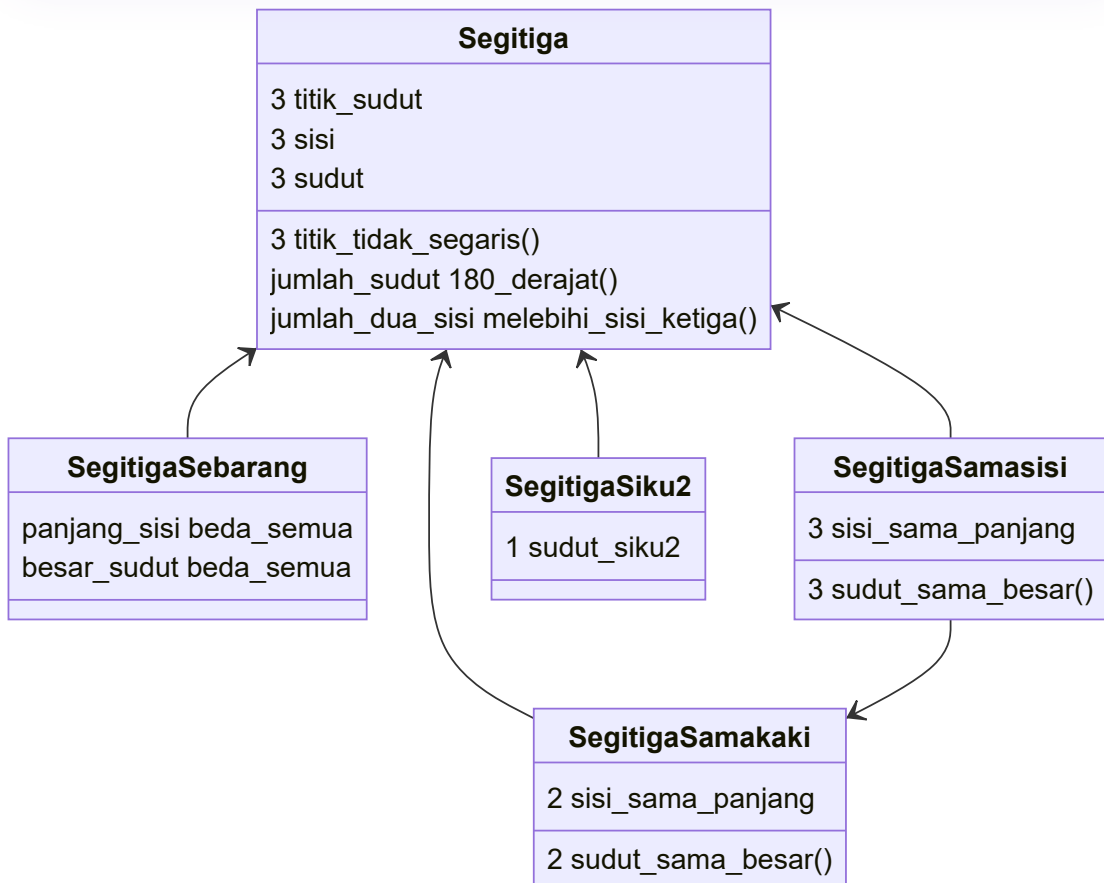 Segitiga
3 titik_sudut
3 sisi
3 sudut
3 titik_tidak_segaris()
jumlah_sudut 180_derajat()
jumlah_dua_sisi melebihi_sisi_ketiga()
SegitigaSebarang
panjang_sisi beda_semua
besar_sudut beda_semua
SegitigaSiku2
1 sudut_siku2
SegitigaSamasisi
3 sisi_sama_panjang
3 sudut_sama_besar()
SegitigaSamakaki
2 sisi_sama_panjang
2 sudut_sama_besar()